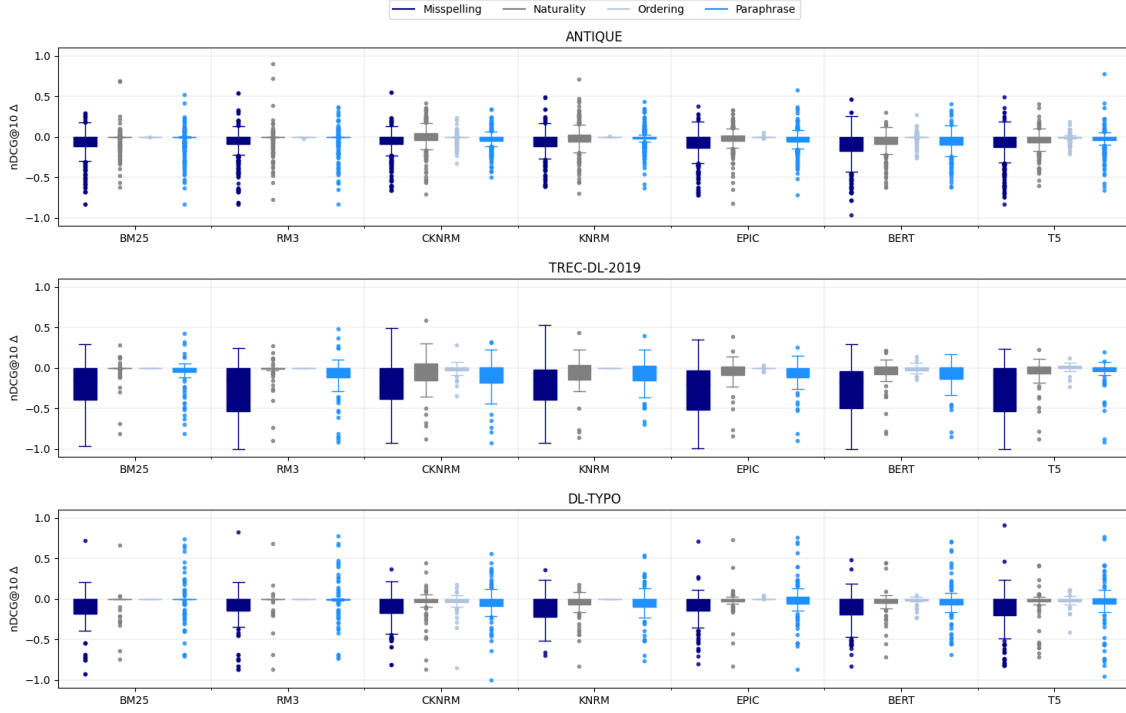 Misspelling Naturality Ordering Paraphrase
ANTIQUE
nDCG@10 Δ
1.0
0.5
0.0
−0.5
−1.0
BM25 RM3 CKNRM KNRM EPIC BERT T5
TREC-DL-2019
nDCG@10 Δ
1.0
0.5
0.0
−0.5
−1.0
BM25 RM3 CKNRM KNRM EPIC BERT T5
DL-TYPO
nDCG@10 Δ
1.0
0.5
0.0
−0.5
−1.0
BM25 RM3 CKNRM KNRM EPIC BERT T5